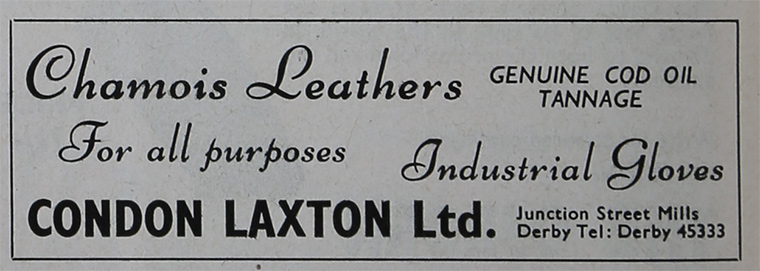 Chamois Leathers
GENUINE COD OIL
TANNAGE
For all purposes
Industrial Gloves
CONDON LAXTON Ltd.
Junction Street Mills
Derby Tel: Derby 45333